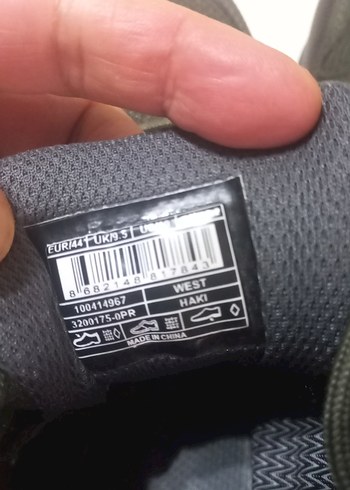 EUR/44 UK/9.5
8 682148 817843
100414967 WEST
3200175-0PR HAKI
MADE IN CHINA